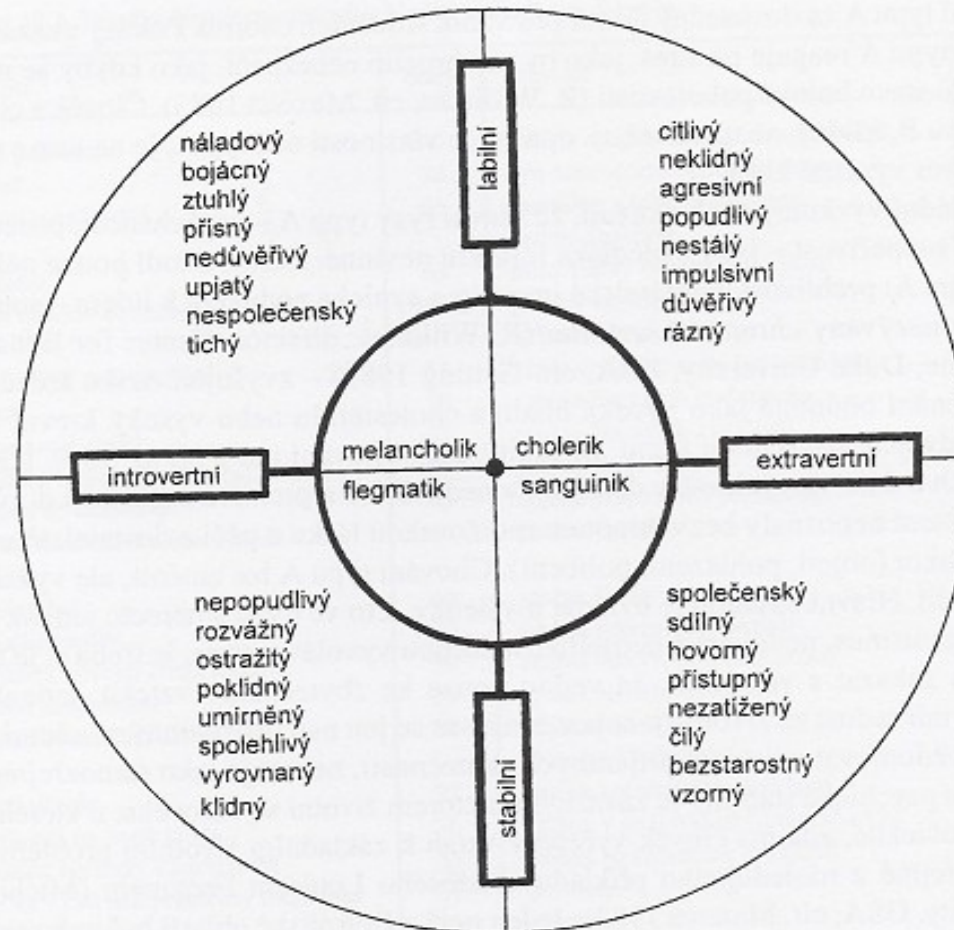 labilní
náladový
bojácný
ztuhlý
přísný
nedůvěřivý
upjatý
nespolečenský
tichý
citlivý
neklidný
agresivní
popudlivý
nestálý
impulsivní
důvěřivý
rázný
introvertní
melancholik
cholerik
flegmatik
sanguinik
extravertní
nepopudlivý
rozvážný
ostražitý
poklidný
umírněný
spolehlivý
vyrovnaný
klidný
společenský
sdílný
hovorný
přístupný
nezatížený
čilý
bezstarostný
vzorný
stabilní